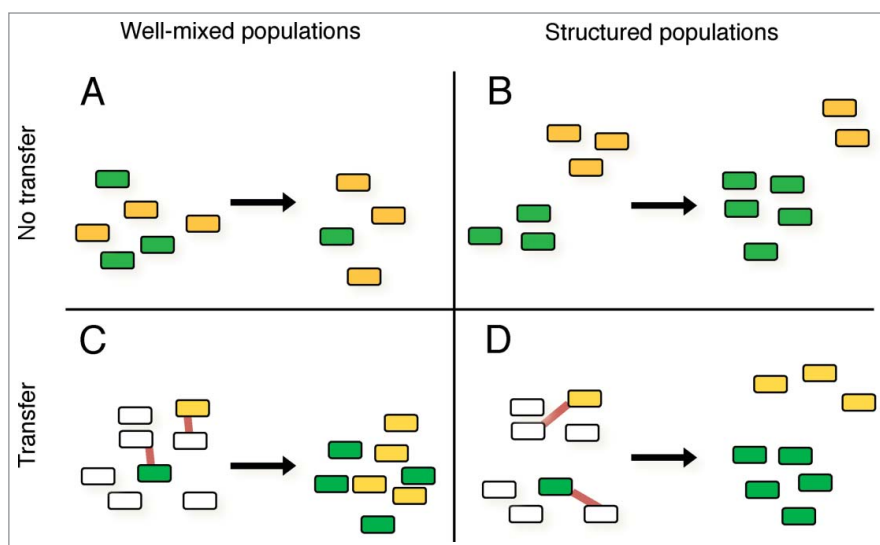 Well-mixed populations
Structured populations
No transfer
A
B
Transfer
C
D